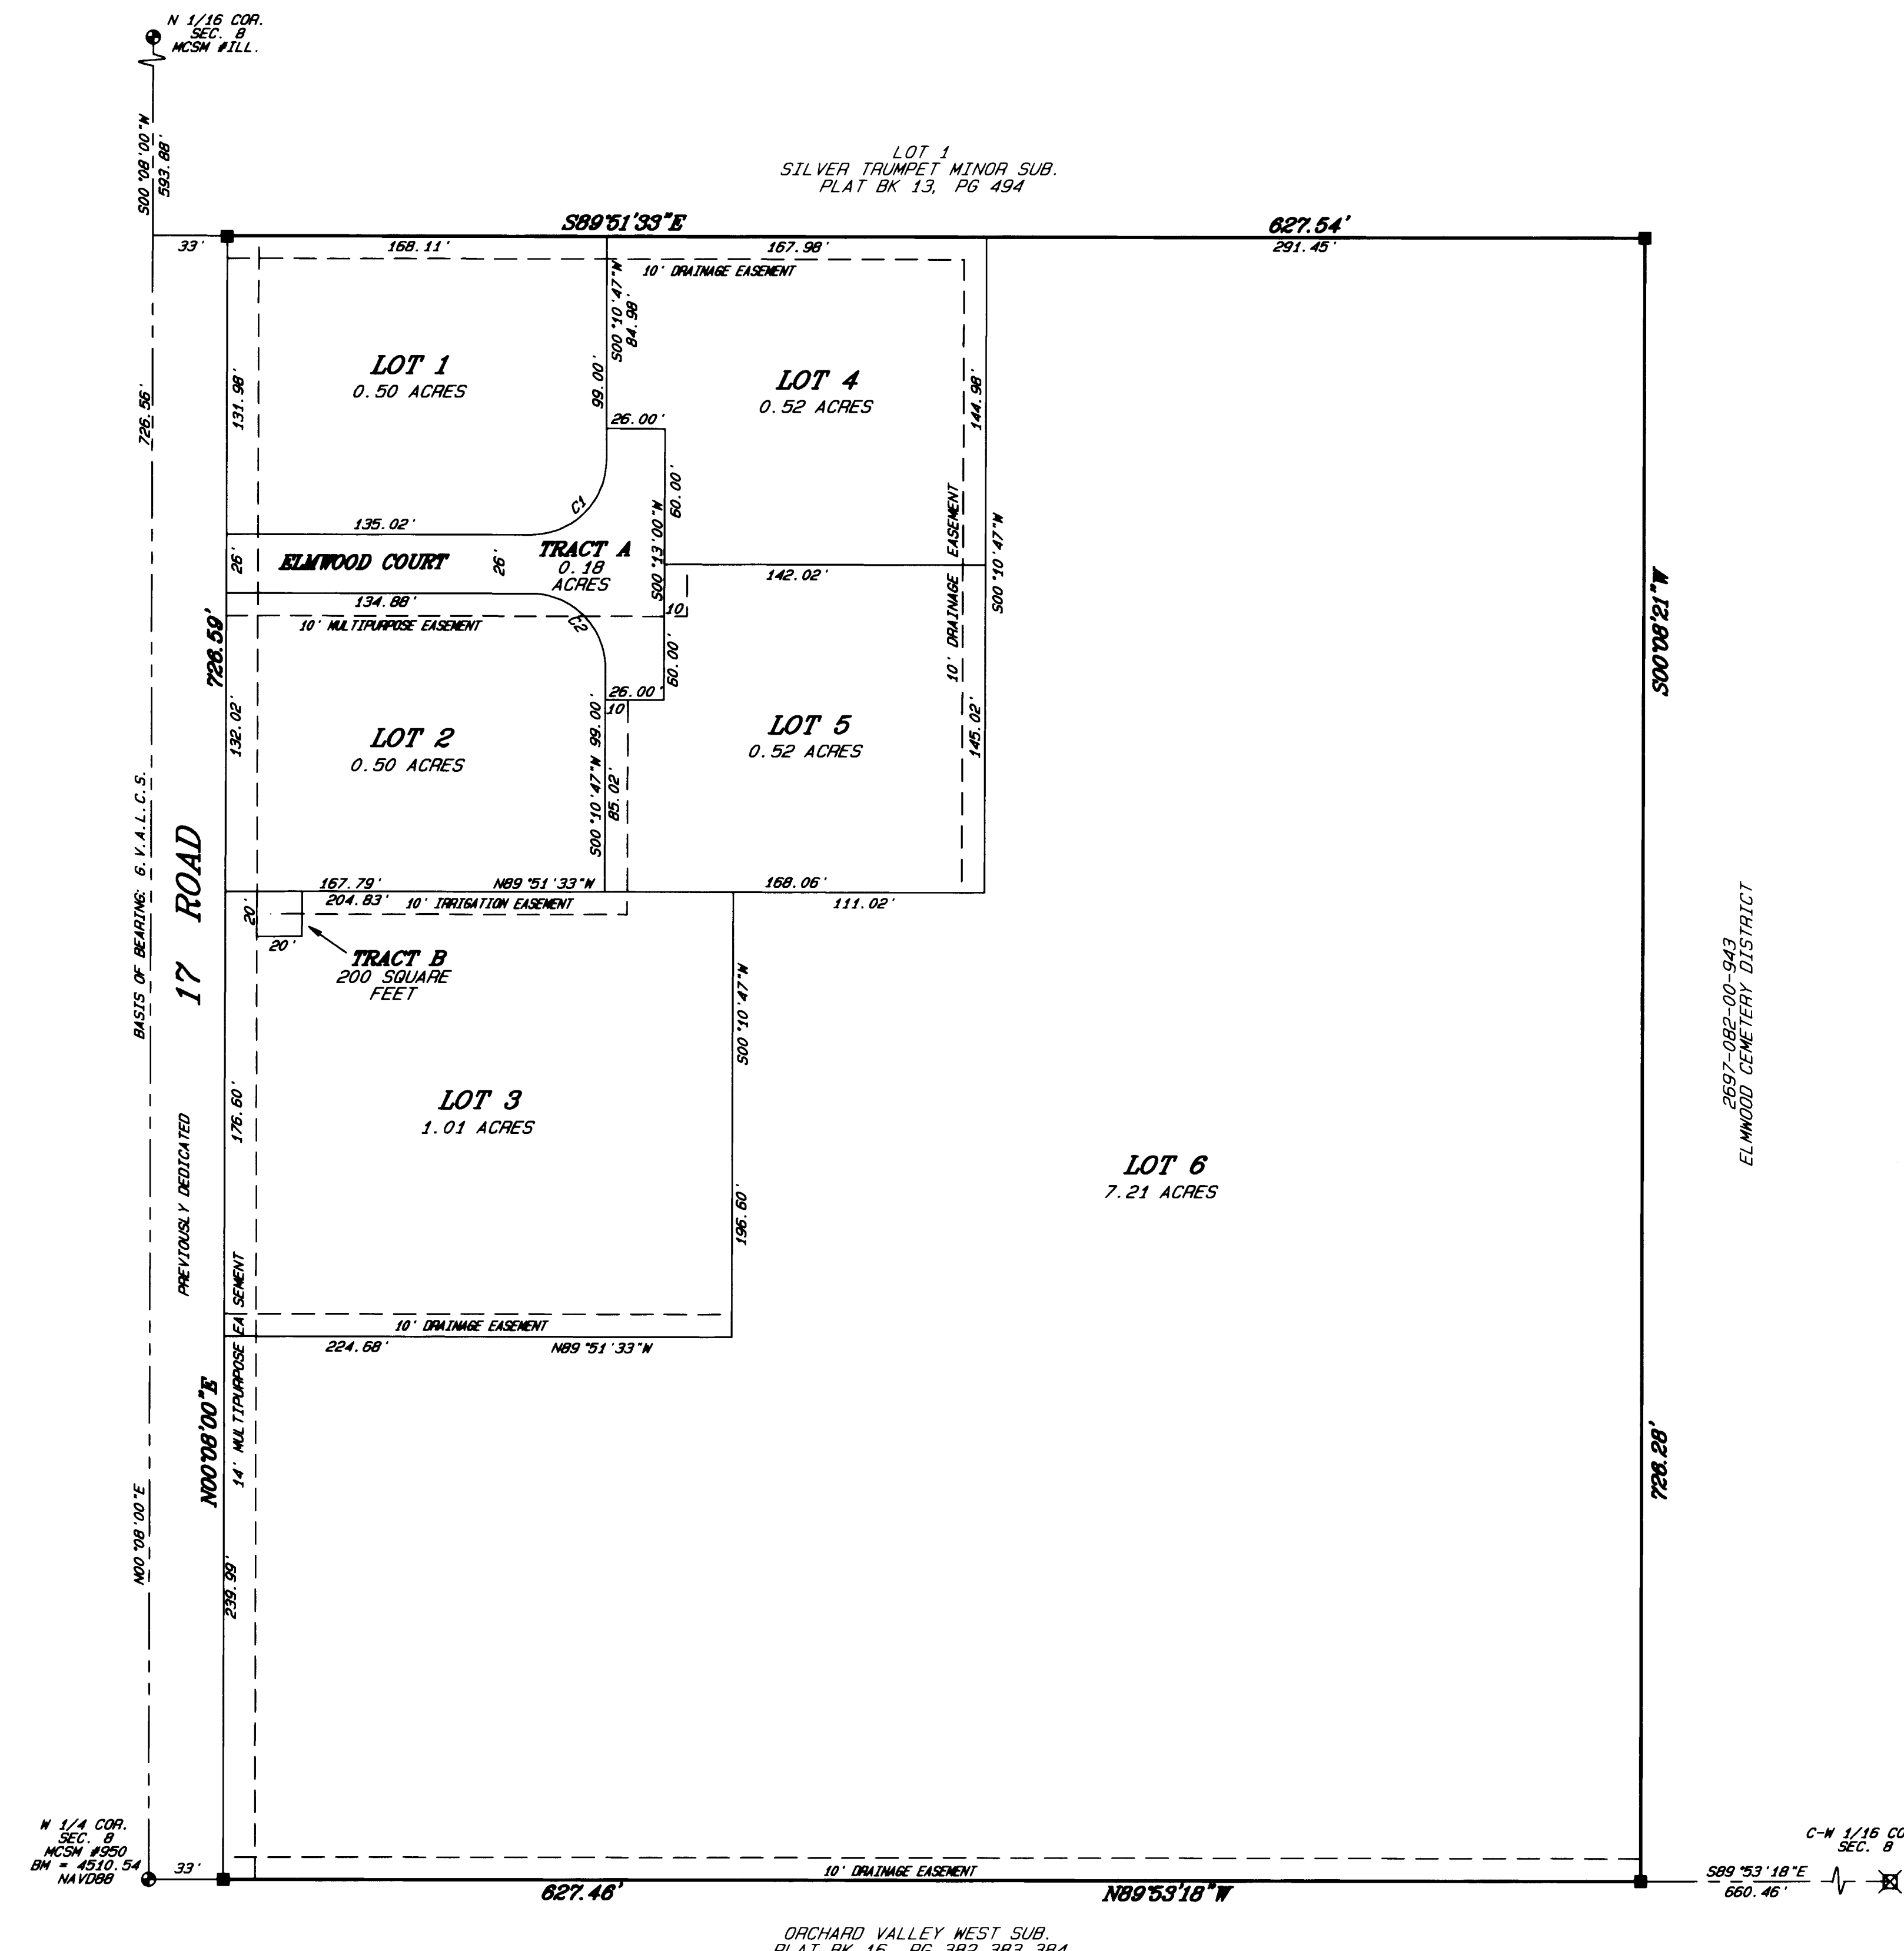 N 1/16 COR.
SEC. 8
MCSM #ILL.
S00°08'00"W
593.88'
LOT 1
SILVER TRUMPET MINOR SUB.
PLAT BK 13, PG 494
S89°51'33"E
627.54'
33'
168.11'
167.98'
291.45'
10' DRAINAGE EASEMENT
S00°10'47"W
84.98'
LOT 1
0.50 ACRES
LOT 4
0.52 ACRES
131.98'
99.00'
144.98'
726.56'
26.00'
60.00'
C1
135.02'
S00°13'00"W
10' DRAINAGE EASEMENT
S00°10'47"W
26'
ELMWOOD COURT
26'
TRACT A
0.18
ACRES
142.02'
134.88'
10
10' MULTIPURPOSE EASEMENT
C2
726.59'
60.00'
S00°08'21"W
26.00'
10
132.02'
LOT 2
0.50 ACRES
S00°10'47"W 99.00'
85.02'
LOT 5
0.52 ACRES
145.02'
167.79'
N89°51'33"W
168.06'
204.83'
10' IRRIGATION EASEMENT
111.02'
20'
20'
TRACT B
200 SQUARE
FEET
BASIS OF BEARING: G.V.A.L.C.S.
17 ROAD
S00°10'47"W
2697-082-00-943
ELMWOOD CEMETERY DISTRICT
176.60'
LOT 3
1.01 ACRES
PREVIOUSLY DEDICATED
196.60'
LOT 6
7.21 ACRES
10' DRAINAGE EASEMENT
224.68'
N89°51'33"W
14' MULTIPURPOSE EASEMENT
N00°08'00"E
726.28'
N00°08'00"E
239.99'
W 1/4 COR.
SEC. 8
MCSM #950
BM = 4510.54
NAVD88
33'
10' DRAINAGE EASEMENT
627.46'
N89°53'18"W
C-W 1/16 CO
SEC. 8
S89°53'18"E
660.46'
ORCHARD VALLEY WEST SUB.
PLAT BK 16, PG 382,383,384